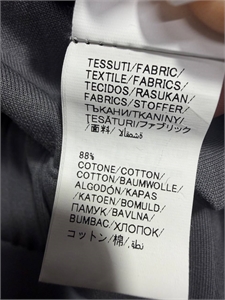 TESSUTI/FABRIC/
TEXTILE/FABRICS/
TECIDOS/RASUKAN/
FABRICS/STOFFER/
ТЪКАНИ/ТКАНИНУ/
TESĂTURI/ファブリック
/面料/
88%
COTONE/COTTON/
COTTON/BAUMWOLLE/
ALGODÓN/KAPAS
/KATOEN/BOMULD/
ПАМУК/BAVLNA/
BUMBAC/ХЛОПОК/
コットン/棉/قطن